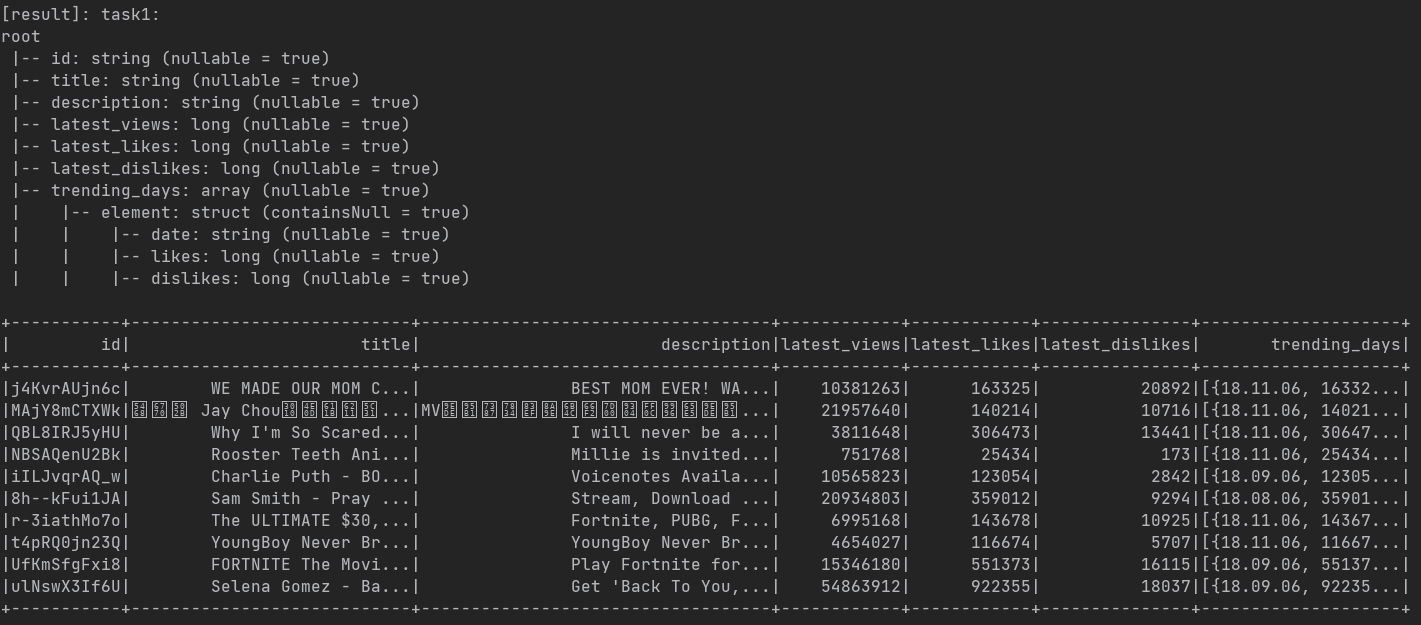 [result]: task1:
root
 |-- id: string (nullable = true)
 |-- title: string (nullable = true)
 |-- description: string (nullable = true)
 |-- latest_views: long (nullable = true)
 |-- latest_likes: long (nullable = true)
 |-- latest_dislikes: long (nullable = true)
 |-- trending_days: array (nullable = true)
 |    |-- element: struct (containsNull = true)
 |    |    |-- date: string (nullable = true)
 |    |    |-- likes: long (nullable = true)
 |    |    |-- dislikes: long (nullable = true)
+-----------+----------------------------+-----------------------------------+------------+------------+---------------+--------------------+
|         id|                       title|                        description|latest_views|latest_likes|latest_dislikes|       trending_days|
+-----------+----------------------------+-----------------------------------+------------+------------+---------------+--------------------+
|j4KvrAUjn6c|        WE MADE OUR MOM C...|               BEST MOM EVER! WA...|    10381263|      163325|          20892|[{18.11.06, 16332...|
|MAjY8mCTXWk| Jay Chou...|MV...|    21957640|      140214|          10716|[{18.11.06, 14021...|
|QBL8IRJ5yHU|        Why I'm So Scared...|               I will never be a...|     3811648|      306473|          13441|[{18.11.06, 30647...|
|NBSAQenU2Bk|        Rooster Teeth Ani...|               Millie is invited...|      751768|       25434|            173|[{18.11.06, 25434...|
|iILJvqrAQ_w|        Charlie Puth - BO...|               Voicenotes Availa...|    10565823|      123054|           2842|[{18.09.06, 12305...|
|8h--kFui1JA|        Sam Smith - Pray ...|               Stream, Download ...|    20934803|      359012|           9294|[{18.08.06, 35901...|
|r-3iathMo7o|        The ULTIMATE $30,...|               Fortnite, PUBG, F...|     6995168|      143678|          10925|[{18.11.06, 14367...|
|t4pRQ0jn23Q|        YoungBoy Never Br...|               YoungBoy Never Br...|     4654027|      116674|           5707|[{18.11.06, 11667...|
|UfKmSfgFxi8|        FORTNITE The Movi...|               Play Fortnite for...|    15346180|      551373|          16115|[{18.09.06, 55137...|
|ulNswX3If6U|        Selena Gomez - Ba...|               Get 'Back To You,...|    54863912|      922355|          18037|[{18.09.06, 92235...|
+-----------+----------------------------+-----------------------------------+------------+------------+---------------+--------------------+